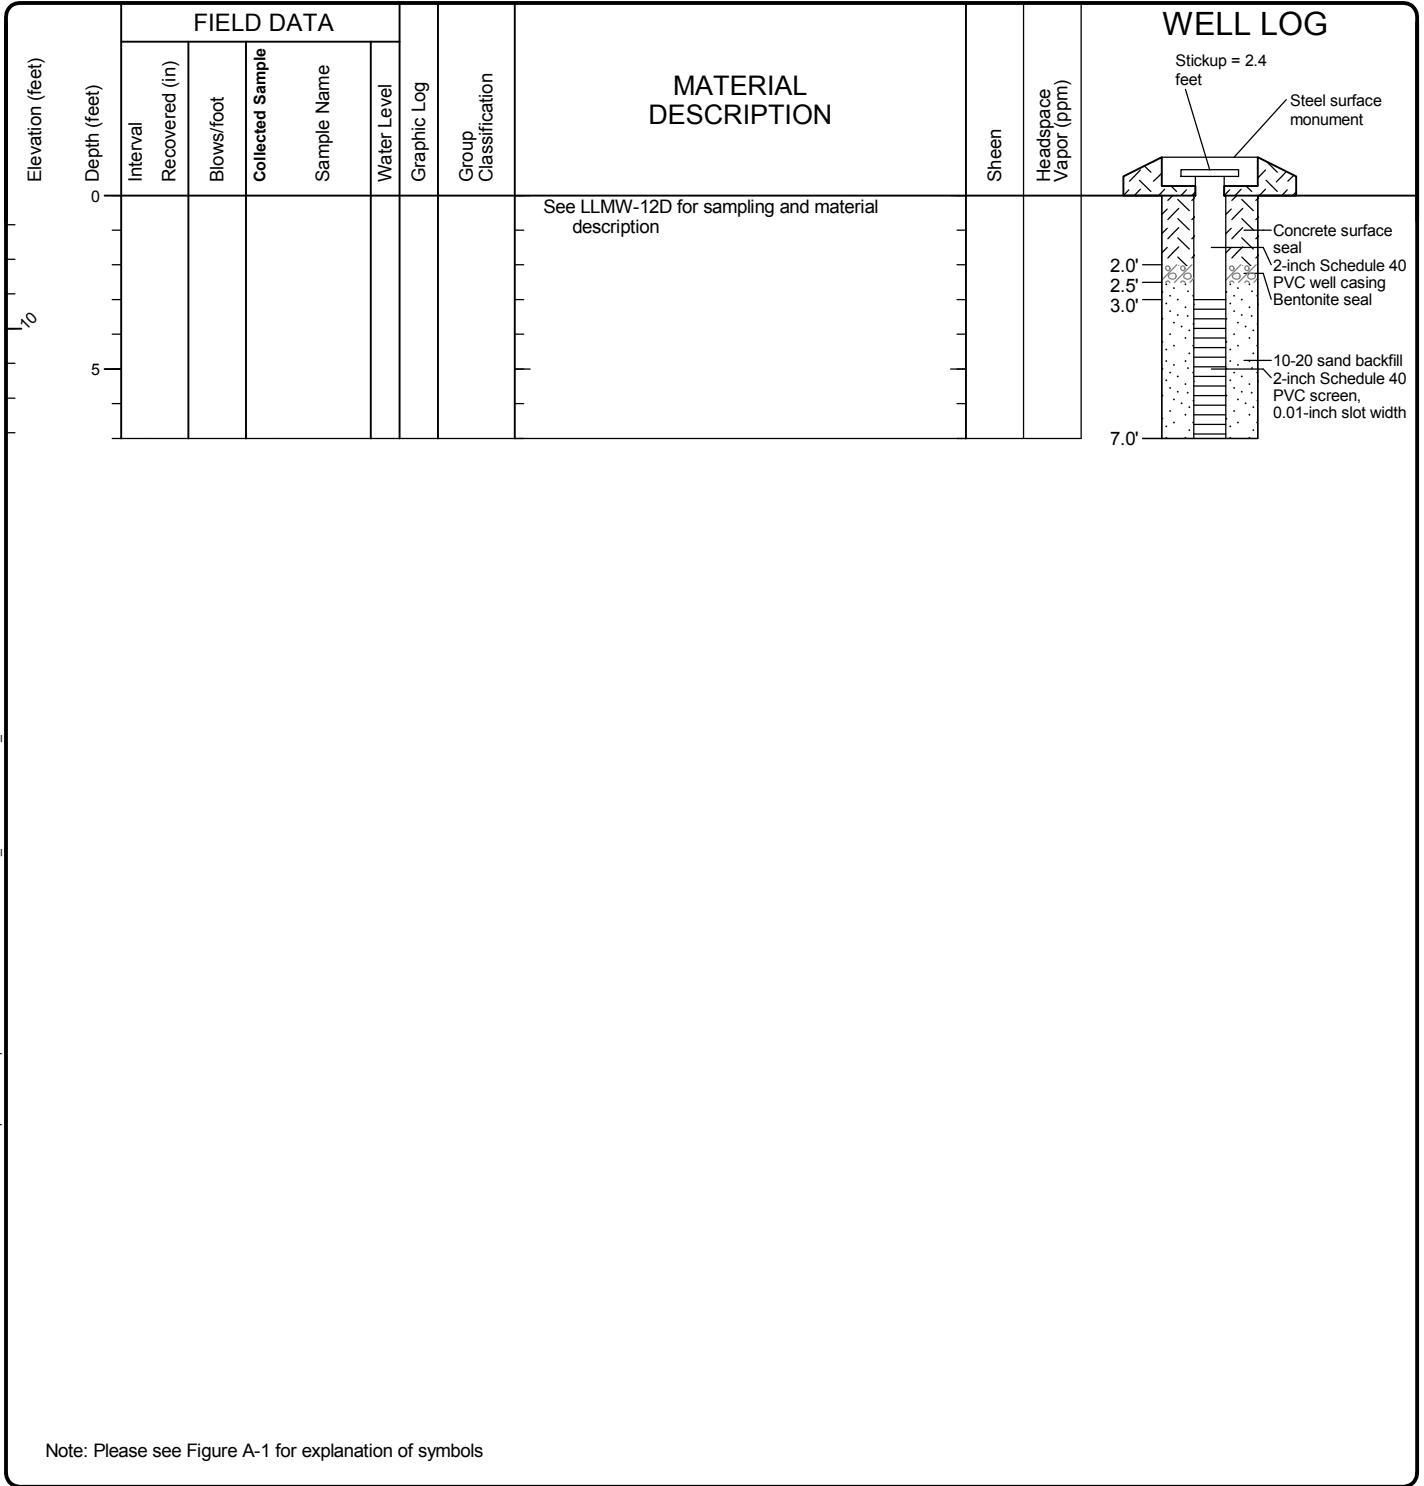 FIELD DATA
WELL LOG
Elevation (feet)
Depth (feet)
Interval
Recovered (in)
Blows/foot
Collected Sample
Sample Name
Water Level
Graphic Log
Group
Classification
MATERIAL
DESCRIPTION
Sheen
Headspace
Vapor (ppm)
Stickup = 2.4
feet
Steel surface
monument
0
See LLMW-12D for sampling and material
description
Concrete surface
seal
2.0'
2-inch Schedule 40
PVC well casing
2.5'
Bentonite seal
3.0'
10
5
10-20 sand backfill
2-inch Schedule 40
PVC screen,
0.01-inch slot width
7.0'
Note: Please see Figure A-1 for explanation of symbols